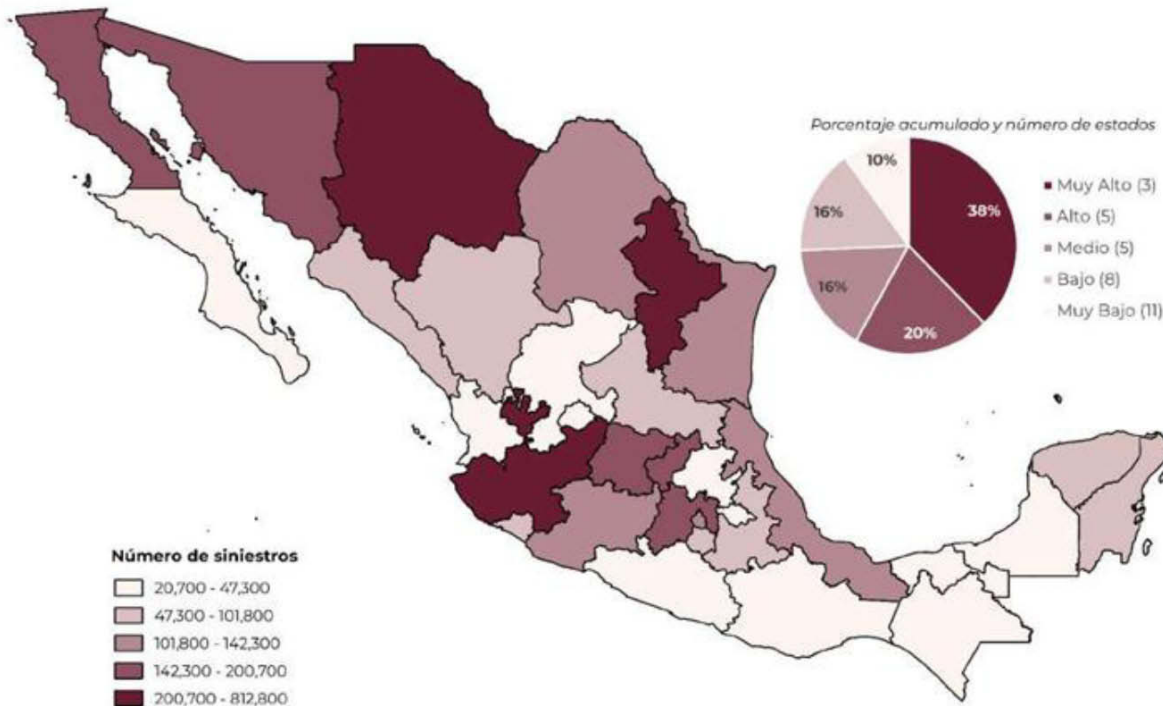 Porcentaje acumulado y número de estados
10%
38%
16%
16%
20%
Muy Alto (3)
Alto (5)
Medio (5)
Bajo (8)
Muy Bajo (11)
Número de siniestros
20,700 - 47,300
47,300 - 101,800
101,800 - 142,300
142,300 - 200,700
200,700 - 812,800